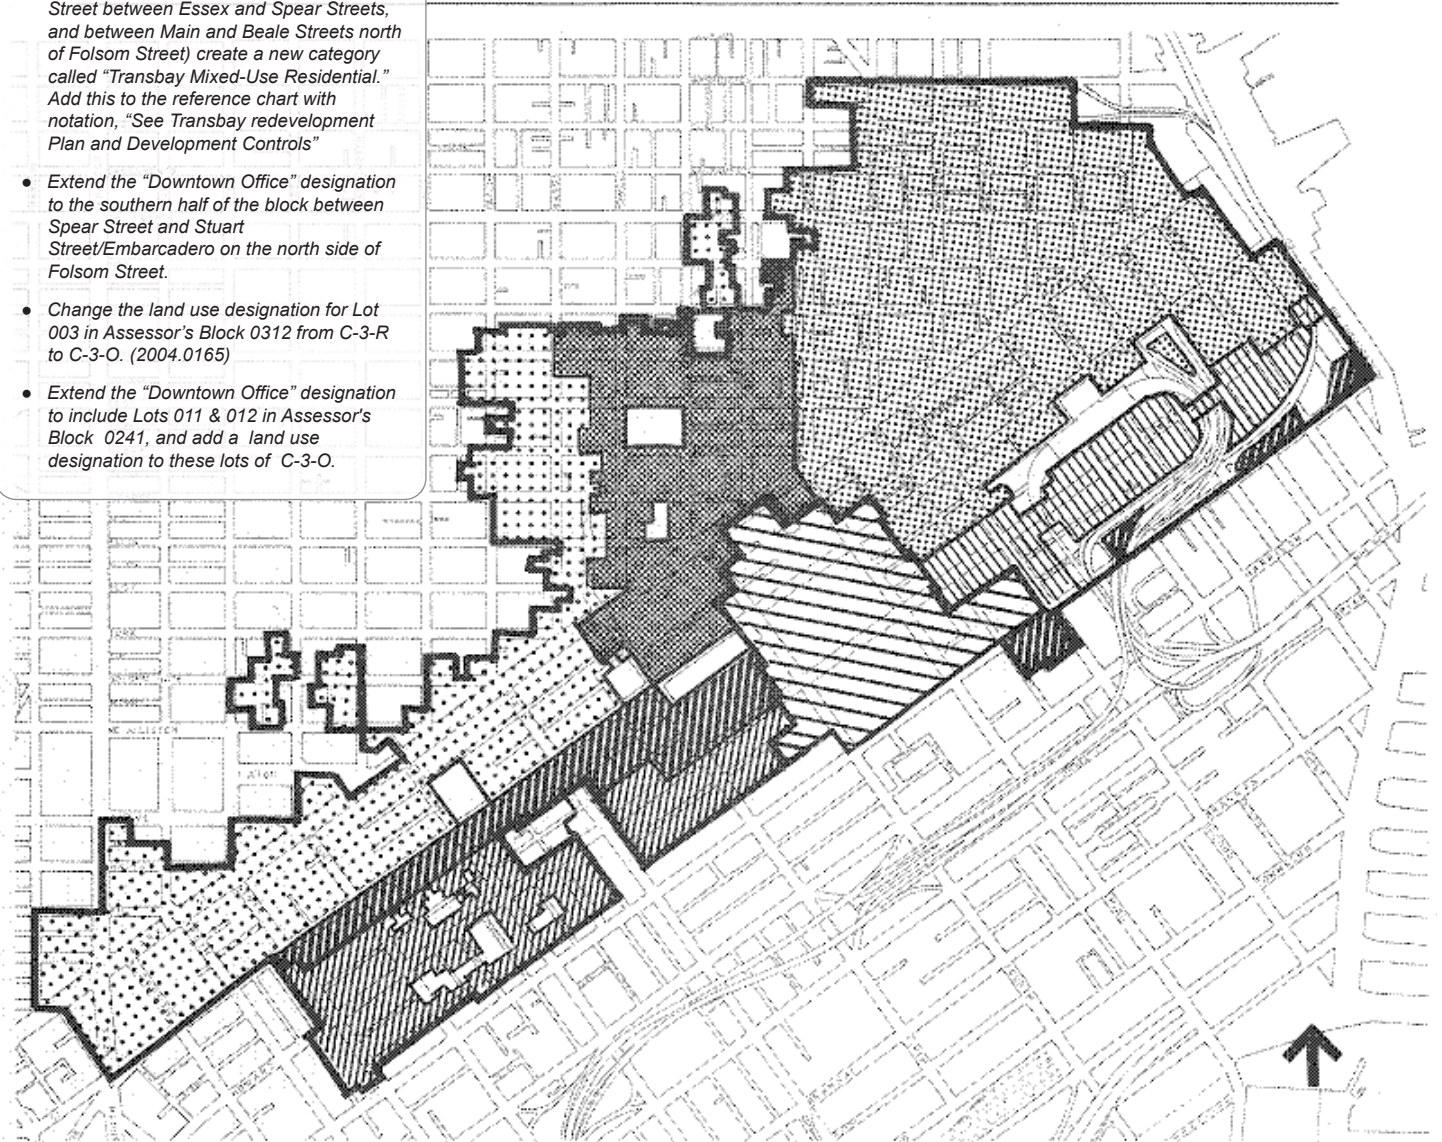 Street between Essex and Spear Streets,
and between Main and Beale Streets north
of Folsom Street) create a new category
called “Transbay Mixed-Use Residential.”
Add this to the reference chart with
notation, “See Transbay redevelopment
Plan and Development Controls”
● Extend the “Downtown Office” designation
to the southern half of the block between
Spear Street and Stuart
Street/Embarcadero on the north side of
Folsom Street.
● Change the land use designation for Lot
003 in Assessor’s Block 0312 from C-3-R
to C-3-O. (2004.0165)
● Extend the “Downtown Office” designation
to include Lots 011 & 012 in Assessor's
Block 0241, and add a land use
designation to these lots of C-3-O.